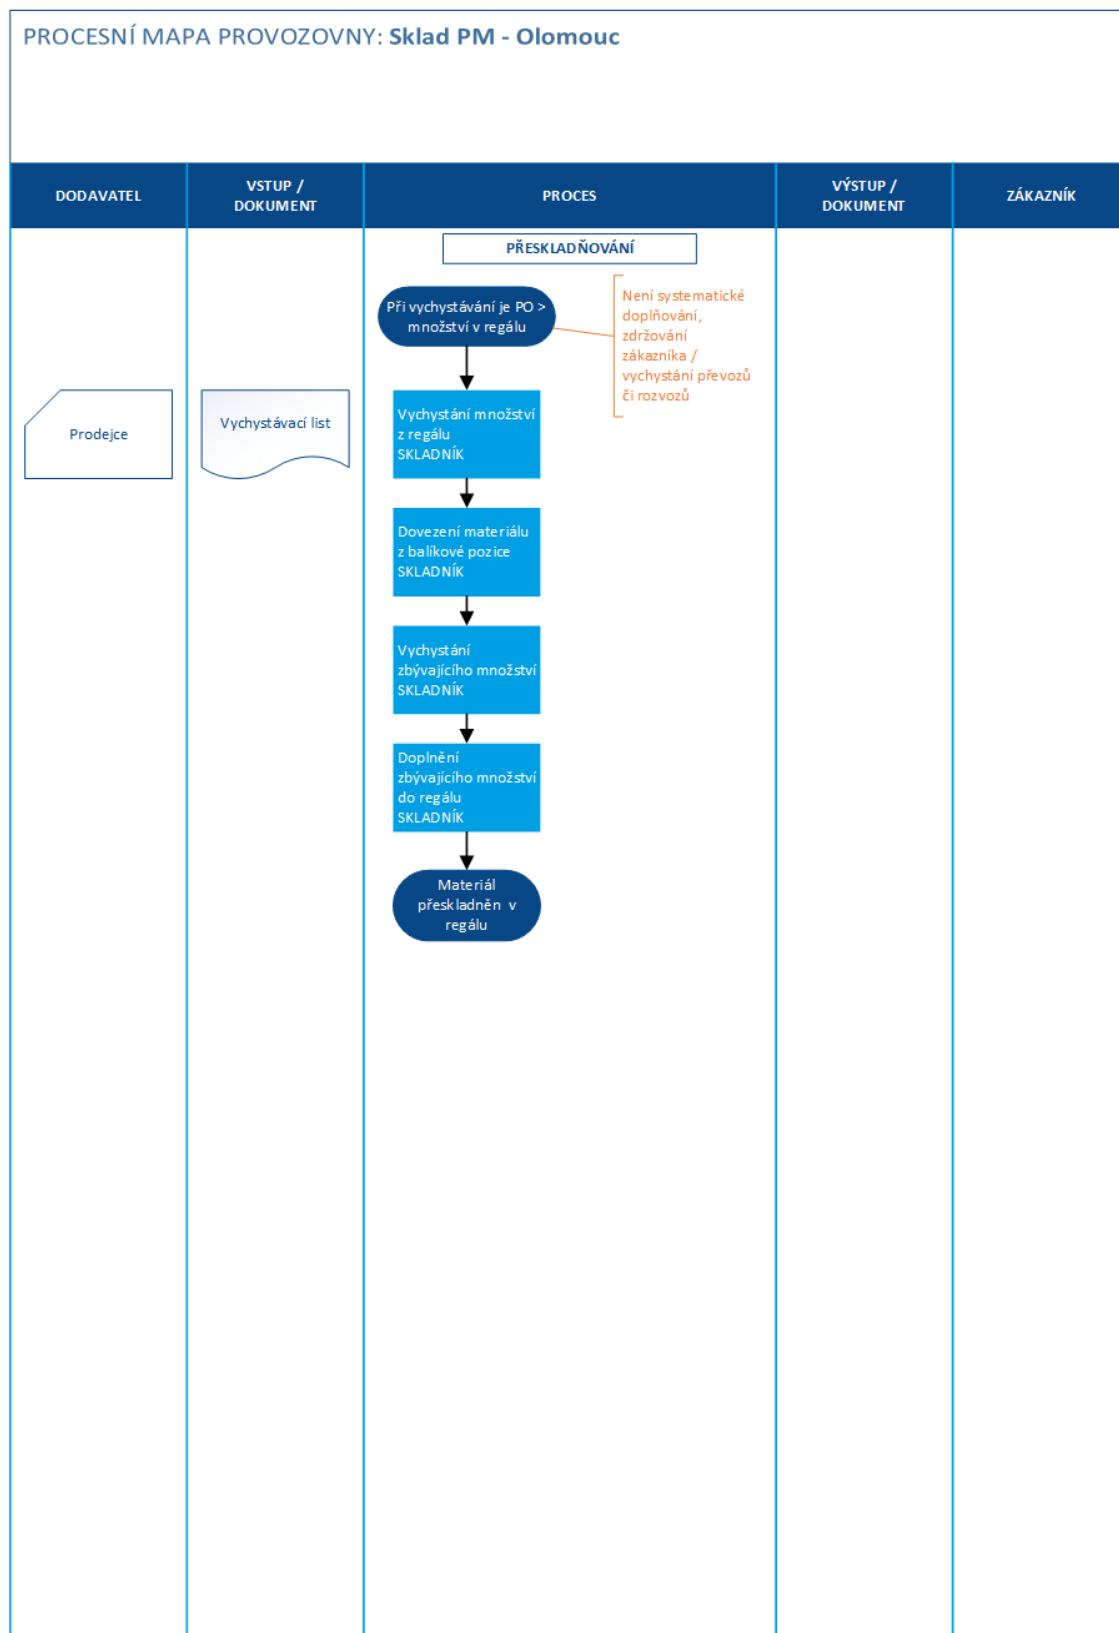 PROCESNÍ MAPA PROVOZOVNY: Sklad PM - Olomouc
DODAVATEL
VSTUP /
DOKUMENT
PROCES
VÝSTUP /
DOKUMENT
ZÁKAZNÍK
PŘESKLADŇOVÁNÍ
Při vychystávání je PO >
množství v regálu
Není systematické
doplňování,
zdržování
zákazníka /
vychystání převozů
či rozvozů
Prodejce
Vychystávací list
Vychystání množství
z regálu
SKLADNÍK
Dovezení materiálu
z balíkové pozice
SKLADNÍK
Vychystání
zbývajícího množství
SKLADNÍK
Doplnění
zbývajícího množství
do regálu
SKLADNÍK
Materiál
přeskladněn v
regálu